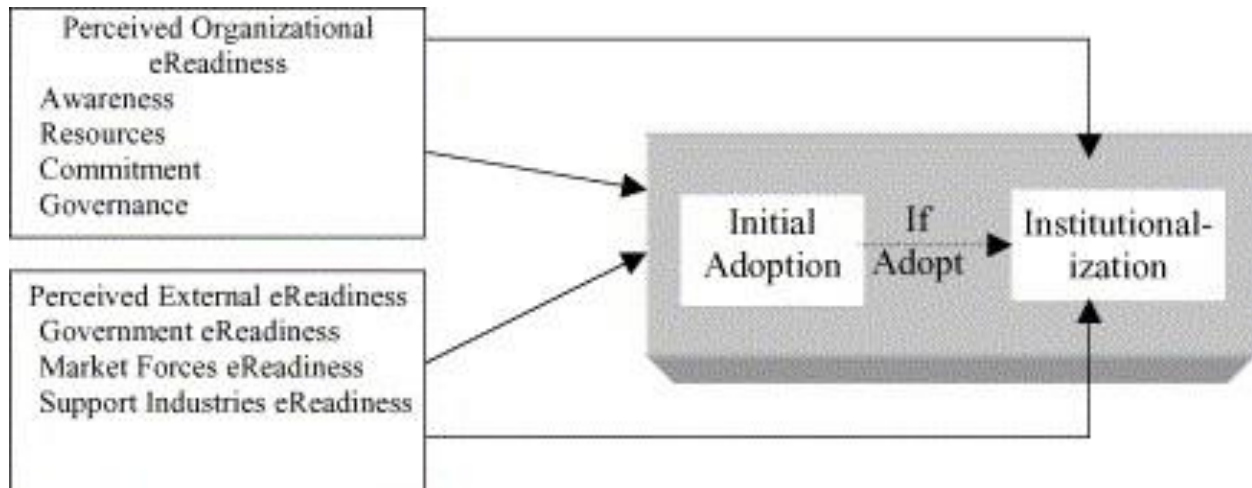 Perceived Organizational
eReadiness
Awareness
Resources
Commitment
Governance
Perceived External eReadiness
Government eReadiness
Market Forces eReadiness
Support Industries eReadiness
Initial
Adoption
If
Adopt
Institutional-
ization